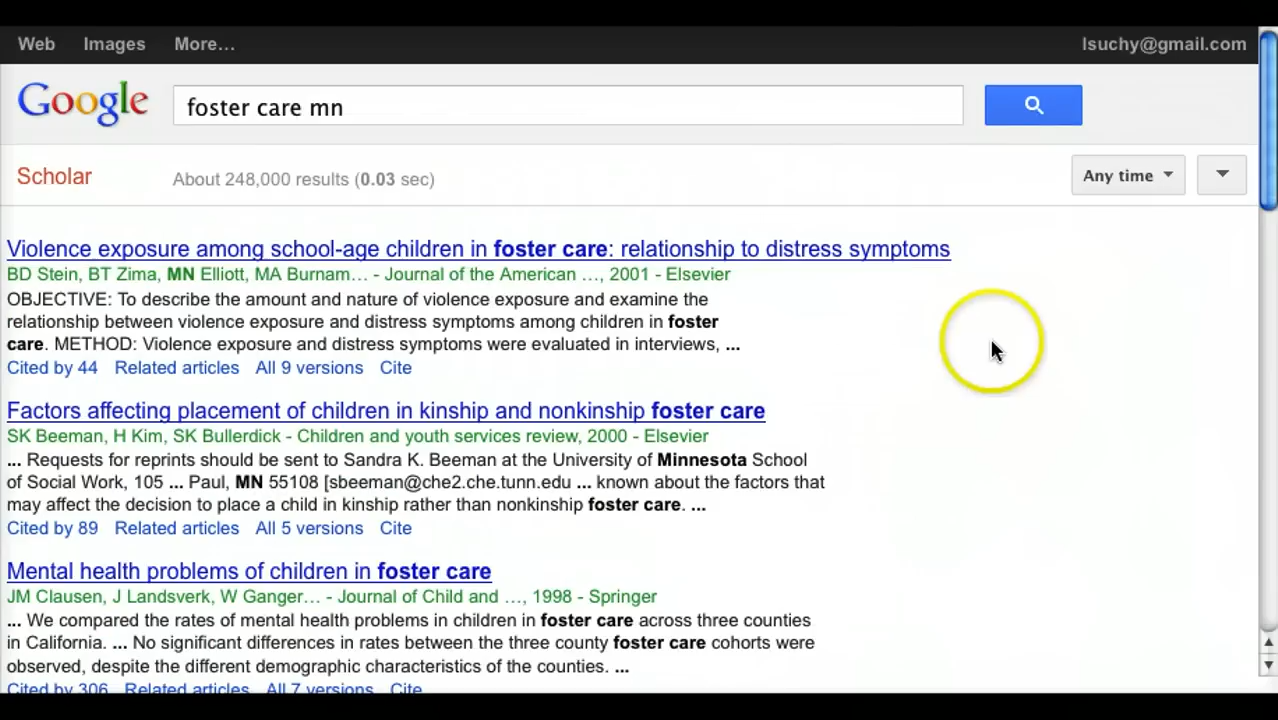 Web Images More... lsuchy@gmail.com
Google foster care mn
Scholar About 248,000 results (0.03 sec) Any time
Violence exposure among school-age children in foster care: relationship to distress symptoms
BD Stein, BT Zima, MN Elliott, MA Burnam… - Journal of the American …, 2001 - Elsevier
OBJECTIVE: To describe the amount and nature of violence exposure and examine the
relationship between violence exposure and distress symptoms among children in foster
care. METHOD: Violence exposure and distress symptoms were evaluated in interviews, ...
Cited by 44 Related articles All 9 versions Cite
Factors affecting placement of children in kinship and nonkinship foster care
SK Beeman, H Kim, SK Bullerdick - Children and youth services review, 2000 - Elsevier
... Requests for reprints should be sent to Sandra K. Beeman at the University of Minnesota School
of Social Work, 105 ... Paul, MN 55108 [sbeeman@che2.che.tunn.edu ... known about the factors that
may affect the decision to place a child in kinship rather than nonkinship foster care. ...
Cited by 89 Related articles All 5 versions Cite
Mental health problems of children in foster care
JM Clausen, J Landsverk, W Ganger… - Journal of Child and …, 1998 - Springer
... We compared the rates of mental health problems in children in foster care across three counties
in California. ... No significant differences in rates between the three county foster care cohorts were
observed, despite the different demographic characteristics of the counties. ...
Cited by 306 Related articles All 7 versions Cite